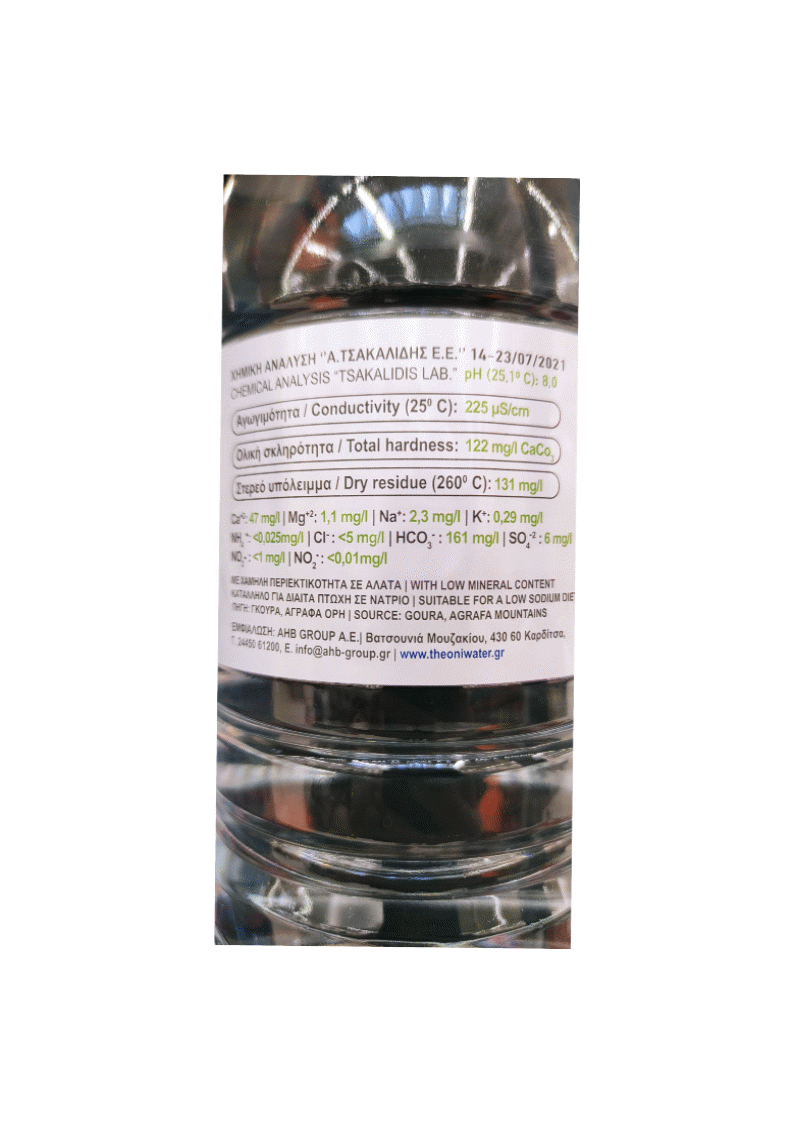 ΧΗΜΙΚΗ ΑΝΑΛΥΣΗ ''Α.ΤΣΑΚΑΛΙΔΗΣ Ε.Ε.'' 14-23/07/2021
CHEMICAL ANALYSIS "TSAKALIDIS LAB." pH (25,1⁰ C): 8,0
Αγωγιμότητα / Conductivity (25⁰ C): 225 µS/cm
Ολική σκληρότητα / Total hardness: 122 mg/l CaCo₃
Στερεό υπόλειμμα / Dry residue (260⁰ C): 131 mg/l
Ca⁺²: 47 mg/l | Mg⁺²: 1,1 mg/l | Na⁺: 2,3 mg/l | K⁺: 0,29 mg/l
NH₄⁺: <0,025mg/l | Cl⁻: <5 mg/l | HCO₃⁻: 161 mg/l | SO₄⁻²: 6 mg/l
NO₃⁻: <1 mg/l | NO₂⁻: <0,01mg/l
ΜΕ ΧΑΜΗΛΗ ΠΕΡΙΕΚΤΙΚΟΤΗΤΑ ΣΕ ΑΛΑΤΑ | WITH LOW MINERAL CONTENT
ΚΑΤΑΛΛΗΛΟ ΓΙΑ ΔΙΑΙΤΑ ΠΤΩΧΗ ΣΕ ΝΑΤΡΙΟ | SUITABLE FOR A LOW SODIUM DIE
ΠΗΓΗ: ΓΚΟΥΡΑ, ΑΓΡΑΦΑ ΟΡΗ | SOURCE: GOURA, AGRAFA MOUNTAINS
ΕΜΦΙΑΛΩΣΗ: AHB GROUP A.E.| Βατσουνιά Μουζακίου, 430 60 Καρδίτσα,
Τ. 24450 61200, E. info@ahb-group.gr | www.theoniwater.gr